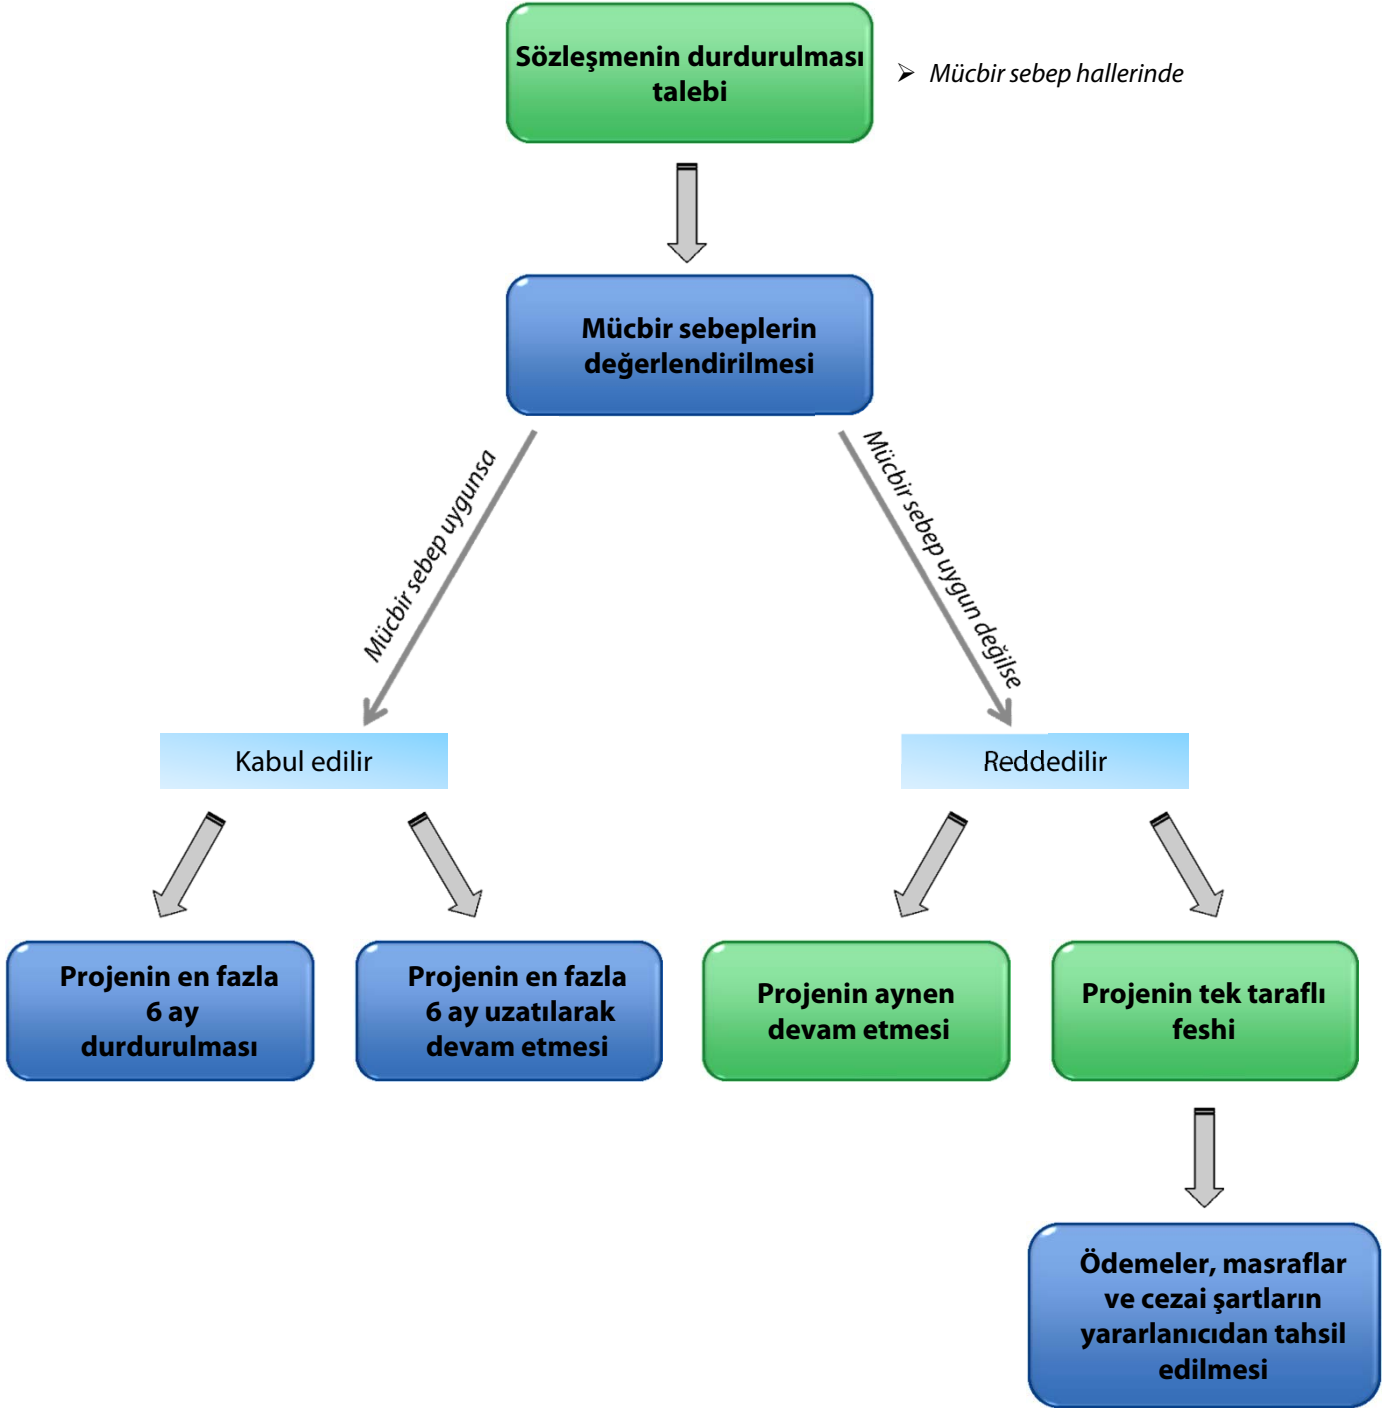 Sözleşmenin durdurulması
talebi
➢ Mücbir sebep hallerinde
Mücbir sebeplerin
değerlendirilmesi
Mücbir sebep uygunsa
Mücbir sebep uygun değilse
Kabul edilir
Reddedilir
Projenin en fazla
6 ay
durdurulması
Projenin en fazla
6 ay uzatılarak
devam etmesi
Projenin aynen
devam etmesi
Projenin tek taraflı
feshi
Ödemeler, masraflar
ve cezai şartların
yararlanıcıdan tahsil
edilmesi